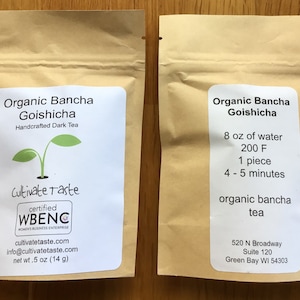 Organic Bancha
Goishicha
Handcrafted Dark Tea
Cultivate Taste
certified
WBENC
WOMEN'S BUSINESS ENTERPRISE
cultivatetaste.com
info@cultivatetaste.com
net wt .5 oz (14 g)
Organic Bancha
Goishicha
8 oz of water
200 F
1 piece
4 - 5 minutes
organic bancha
tea
520 N Broadway
Suite 120
Green Bay WI 54303